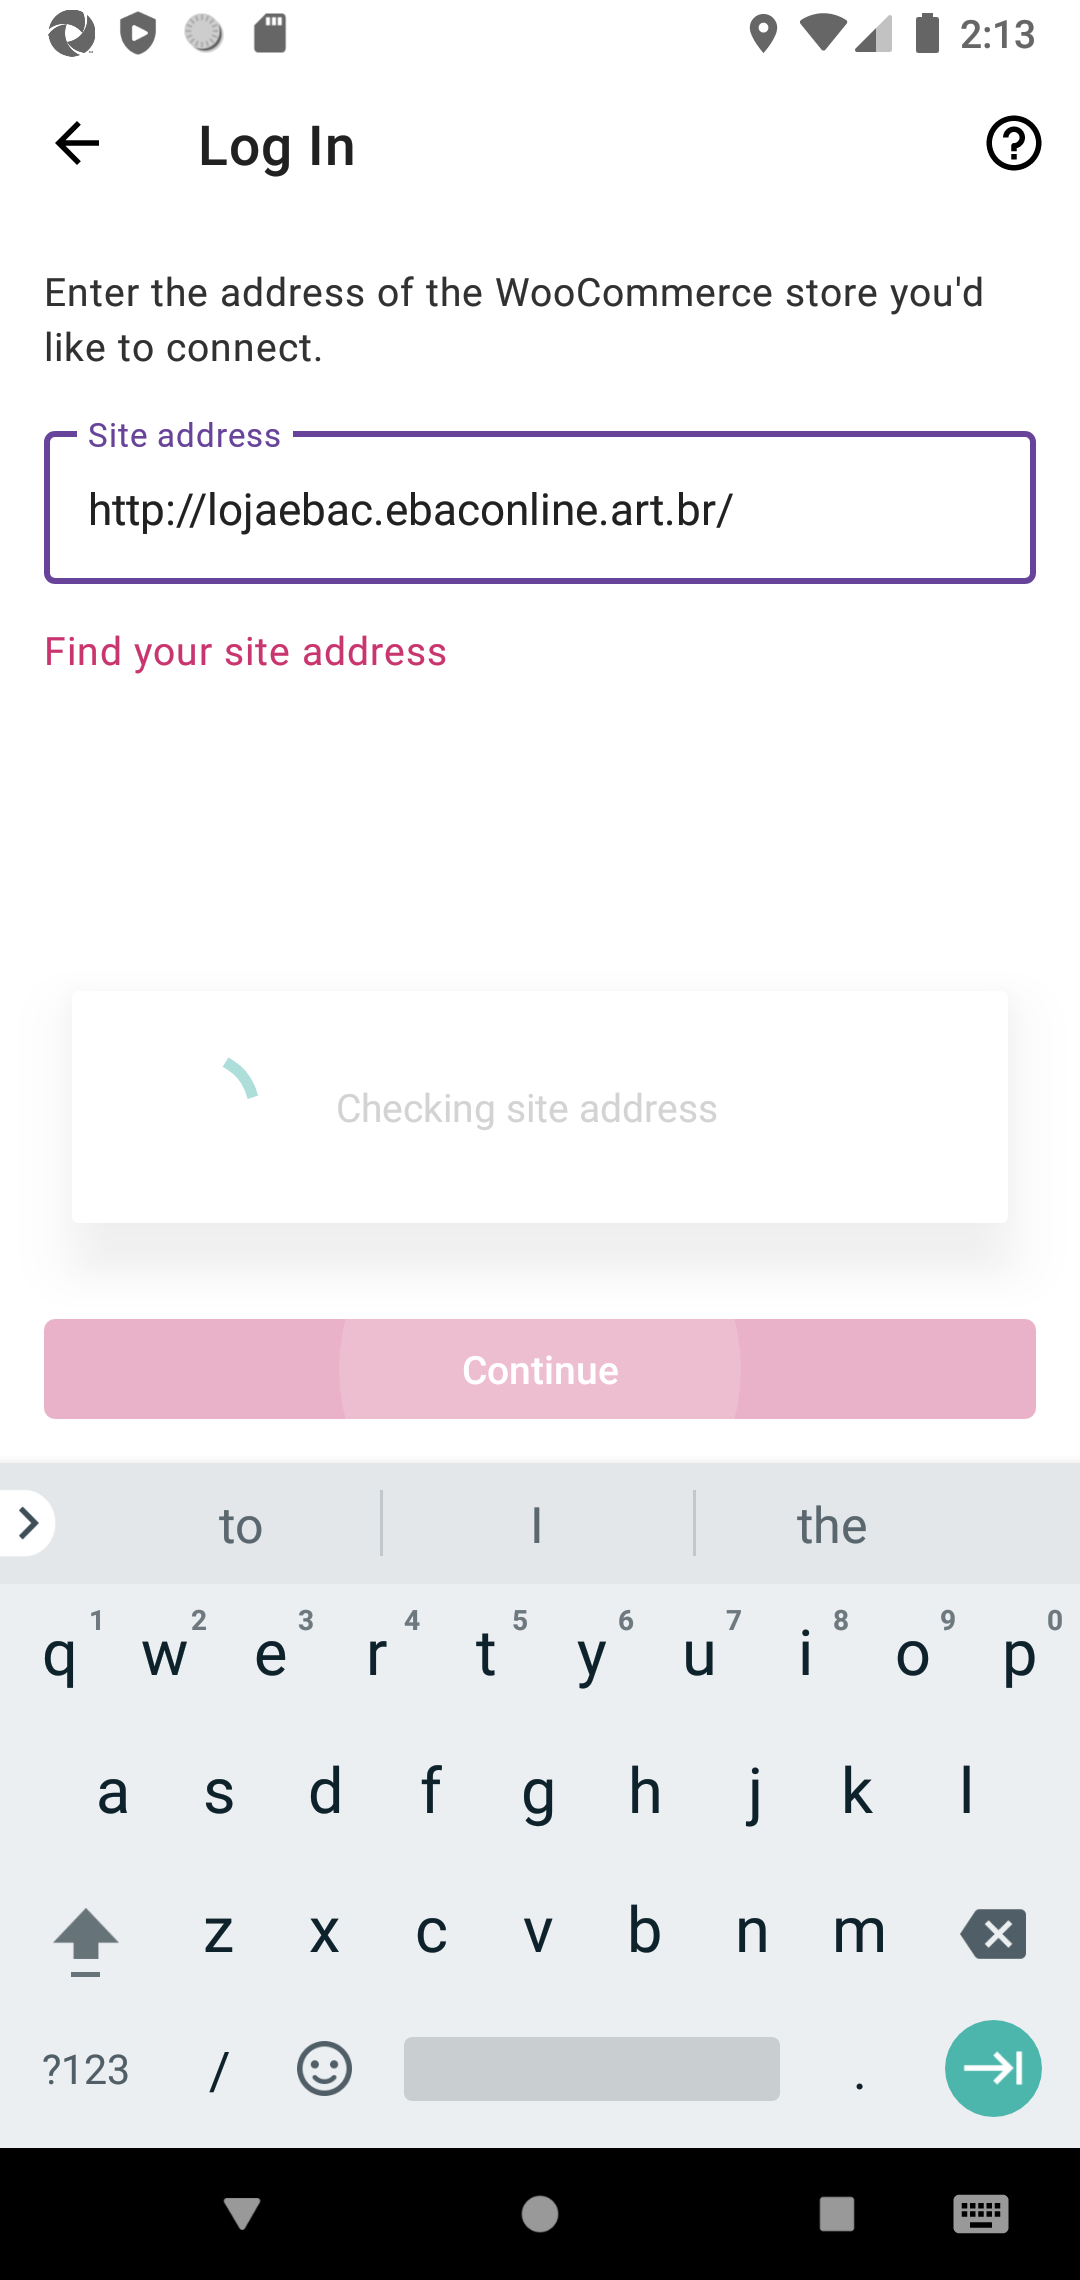 2:13
Log In
Enter the address of the WooCommerce store you'd
like to connect.
Site address
http://lojaebac.ebaconline.art.br/
Find your site address
Checking site address
Continue
to I the
1 2 3 4 5 6 7 8 9 0
q w e r t y u i o p
a s d f g h j k l
z x c v b n m
?123 / .